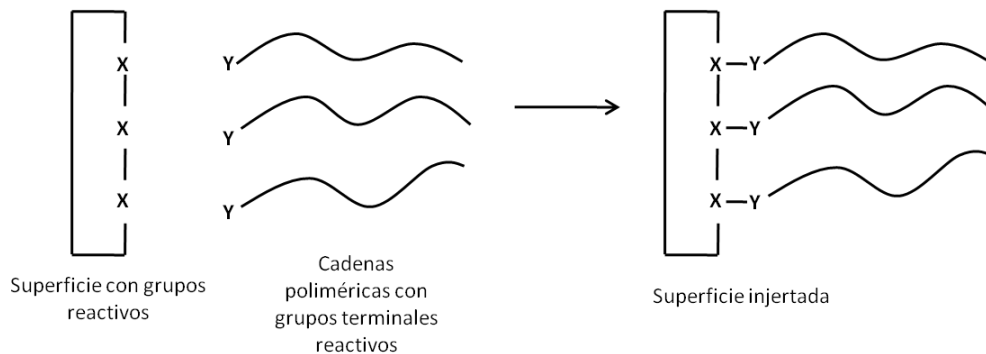 X
X
X
Y
Y
Y
X Y
X Y
X Y
Superficie con grupos
reactivos
Cadenas
poliméricas con
grupos terminales
reactivos
Superficie injertada